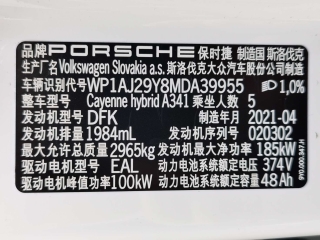 品牌 PORSCHE 保时捷 制造国 斯洛伐克
生产厂名 Volkswagen Slovakia a.s. 斯洛伐克大众汽车股份公司制造
车辆识别代号 WP1AJ29Y8MDA39955 1,0%
整车型号 Cayenne hybrid A341 乘坐人数 5
发动机型号 DFK 制造年月 2021-04
发动机排量 1984mL 序号 020302
最大允许总质量 2965kg 发动机最大净功率 185kW
驱动电机型号 EAL 动力电池系统额定电压 374V
驱动电机峰值功率 100kW 动力电池系统额定容量 48Ah